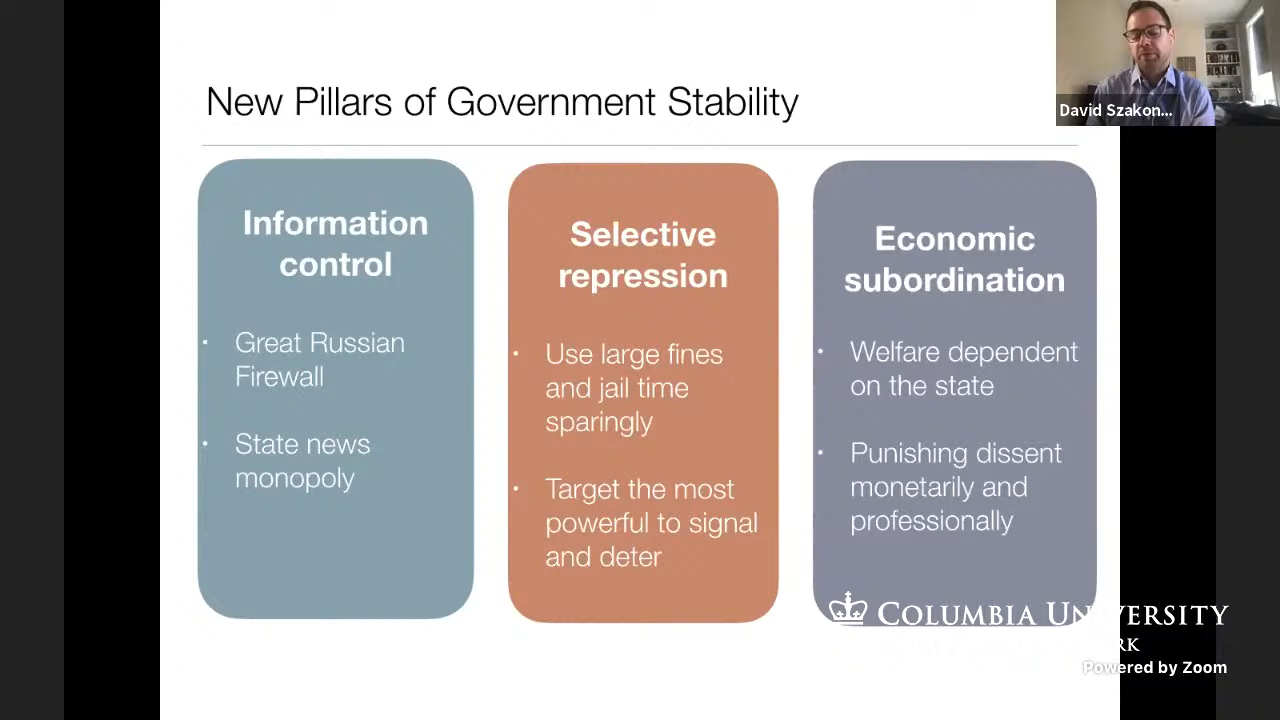 New Pillars of Government Stability
David Szakon...
Information
control
• Great Russian
Firewall
• State news
monopoly
Selective
repression
• Use large fines
and jail time
sparingly
• Target the most
powerful to signal
and deter
Economic
subordination
• Welfare dependent
on the state
• Punishing dissent
monetarily and
professionally
COLUMBIA UNIVERSITY
RK
Powered by Zoom